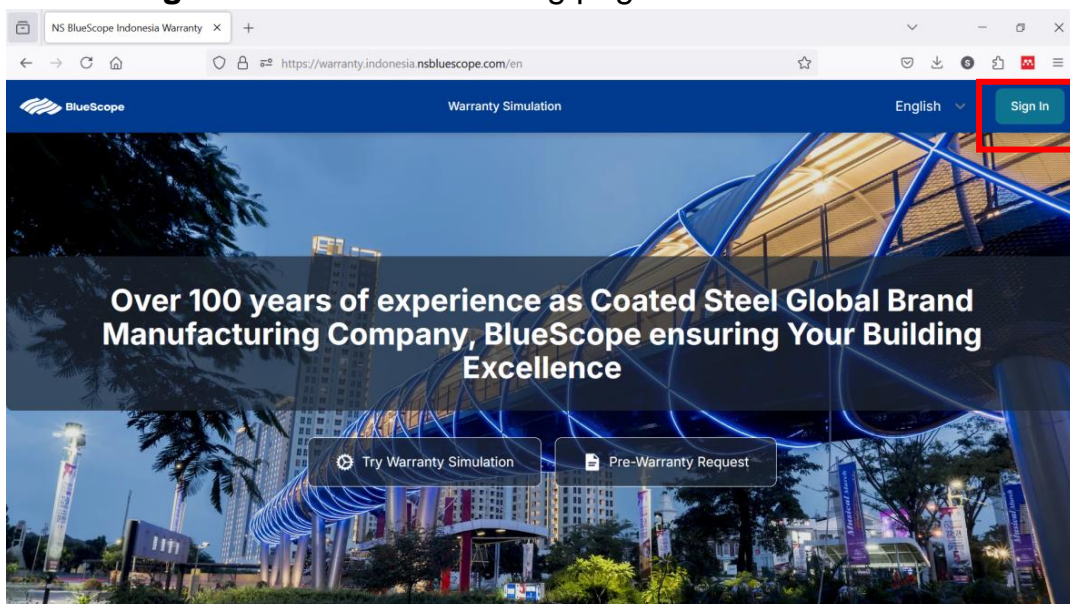 NS BlueScope Indonesia Warranty
https://warranty.indonesia.nsbluescope.com/en
BlueScope
Warranty Simulation
English
Sign In
Over 100 years of experience as Coated Steel Global Brand
Manufacturing Company, BlueScope ensuring Your Building
Excellence
Try Warranty Simulation
Pre-Warranty Request